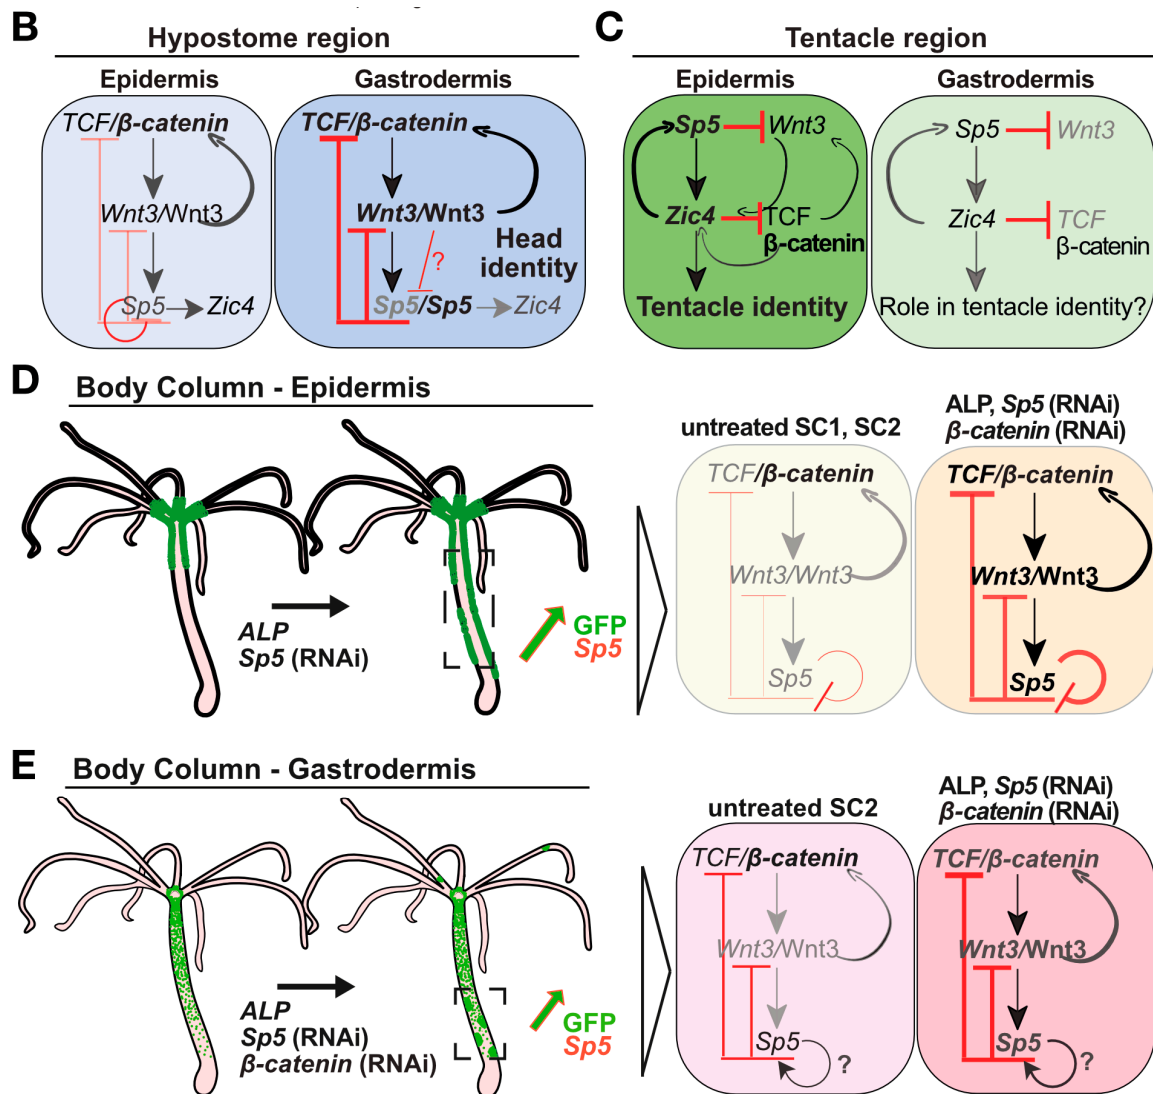 B
Hypostome region
Epidermis
Gastrodermis
TCF/β-catenin
Wnt3/Wnt3
Sp5
Zic4
TCF/β-catenin
Wnt3/Wnt3
Head
identity
?
Sp5/Sp5
Zic4
C
Tentacle region
Epidermis
Gastrodermis
Sp5
Wnt3
Zic4
TCF
β-catenin
Tentacle identity
Sp5
Wnt3
Zic4
TCF
β-catenin
Role in tentacle identity?
D
Body Column - Epidermis
ALP
Sp5 (RNAi)
GFP
Sp5
untreated SC1, SC2
TCF/β-catenin
Wnt3/Wnt3
Sp5
ALP, Sp5 (RNAi)
β-catenin (RNAi)
TCF/β-catenin
Wnt3/Wnt3
Sp5
E
Body Column - Gastrodermis
ALP
Sp5 (RNAi)
β-catenin (RNAi)
GFP
Sp5
untreated SC2
TCF/β-catenin
Wnt3/Wnt3
Sp5
?
ALP, Sp5 (RNAi)
β-catenin (RNAi)
TCF/β-catenin
Wnt3/Wnt3
Sp5
?